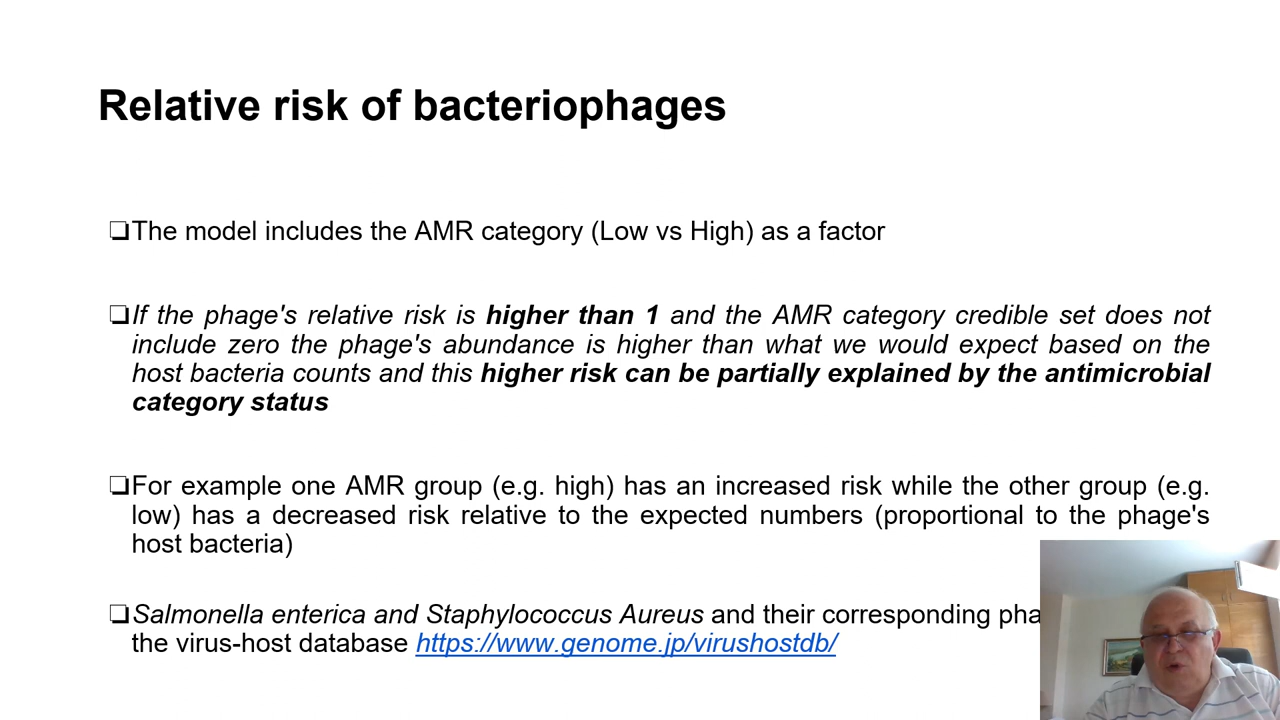 Relative risk of bacteriophages
❏The model includes the AMR category (Low vs High) as a factor
❏If the phage's relative risk is higher than 1 and the AMR category credible set does not
include zero the phage's abundance is higher than what we would expect based on the
host bacteria counts and this higher risk can be partially explained by the antimicrobial
category status
❏For example one AMR group (e.g. high) has an increased risk while the other group (e.g.
low) has a decreased risk relative to the expected numbers (proportional to the phage's
host bacteria)
❏Salmonella enterica and Staphylococcus Aureus and their corresponding
the virus-host database https://www.genome.jp/virushostdb/